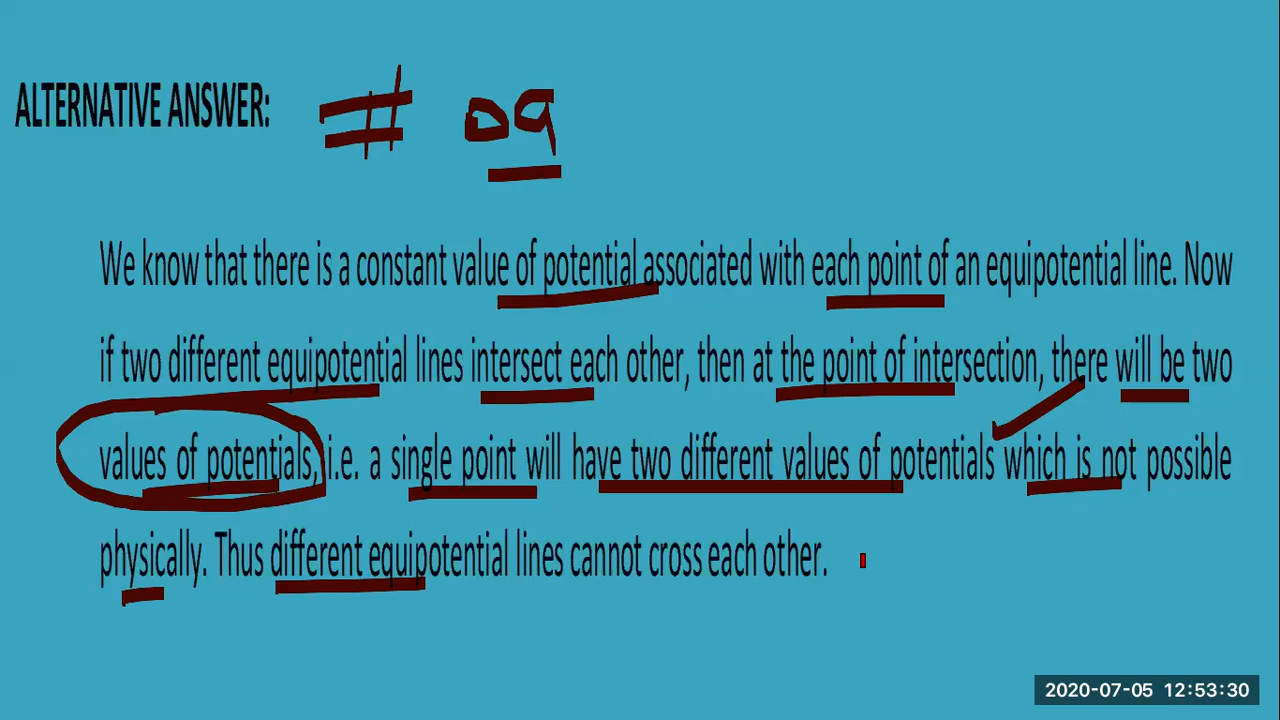 ALTERNATIVE ANSWER: # 09
We know that there is a constant value of potential associated with each point of an equipotential line. Now
if two different equipotential lines intersect each other, then at the point of intersection, there will be two
values of potentials, i.e. a single point will have two different values of potentials which is not possible
physically. Thus different equipotential lines cannot cross each other.
2020-07-05 12:53:30